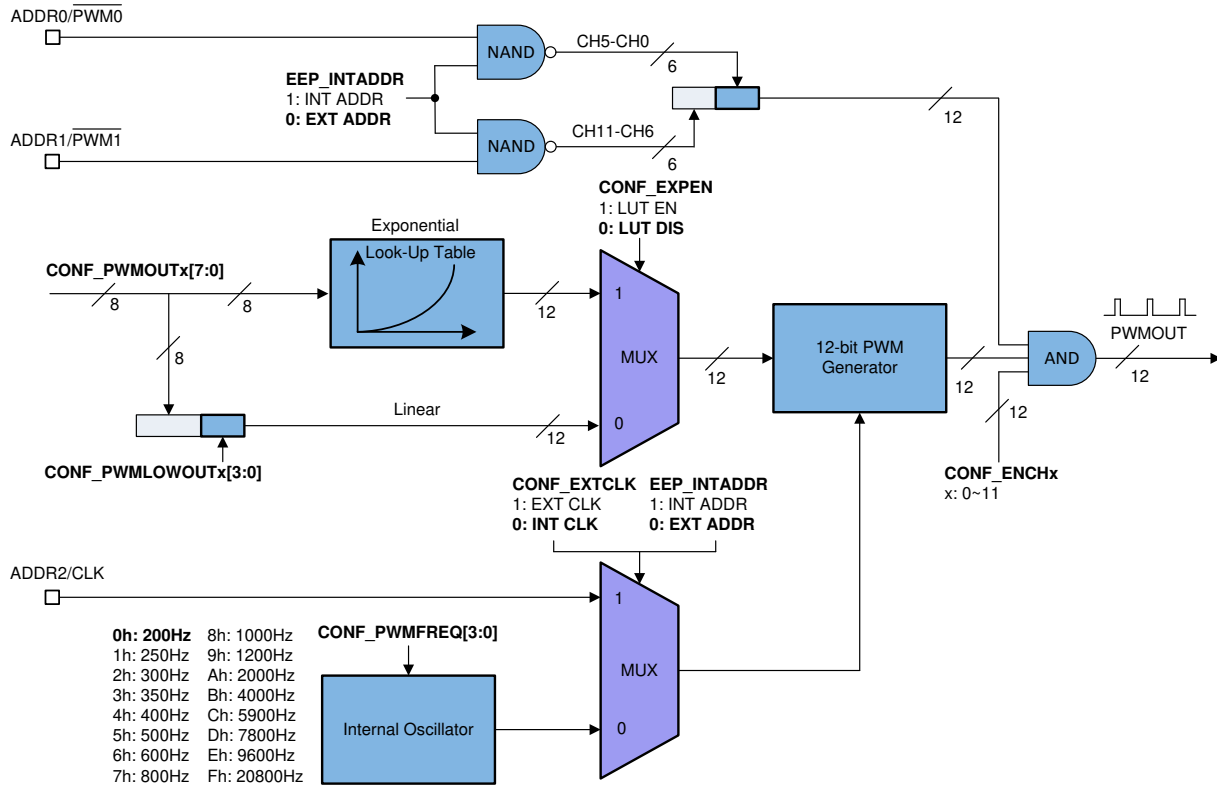 ADDR0/PWM0
NAND
CH5-CH0
6
EEP_INTADDR
1: INT ADDR
0: EXT ADDR
12
ADDR1/PWM1
NAND
CH11-CH6
6
CONF_EXPEN
1: LUT EN
0: LUT DIS
Exponential
Look-Up Table
CONF_PWMOUTx[7:0]
8
8
12
1
8
MUX
12
12-bit PWM
Generator
12
AND
PWMOUT
12
Linear
12
0
12
CONF_PWMLOWOUTx[3:0]
CONF_ENCHx
x: 0~11
CONF_EXTCLK
1: EXT CLK
0: INT CLK
EEP_INTADDR
1: INT ADDR
0: EXT ADDR
ADDR2/CLK
1
MUX
0
CONF_PWMFREQ[3:0]
Internal Oscillator
0h: 200Hz 8h: 1000Hz
1h: 250Hz 9h: 1200Hz
2h: 300Hz Ah: 2000Hz
3h: 350Hz Bh: 4000Hz
4h: 400Hz Ch: 5900Hz
5h: 500Hz Dh: 7800Hz
6h: 600Hz Eh: 9600Hz
7h: 800Hz Fh: 20800Hz